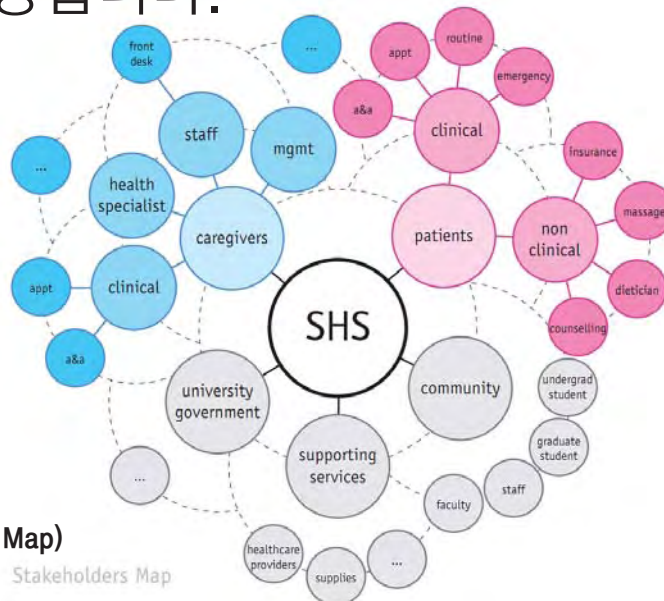 front
desk
...
staff
mgmt
...
health
specialist
caregivers
appt
clinical
a&a
appt
routine
emergency
a&a
clinical
insurance
patients
non
clinical
massage
dietician
counselling
SHS
university
government
community
supporting
services
...
undergrad
student
graduate
student
staff
faculty
...
supplies
healthcare
providers
Map)
Stakeholders Map